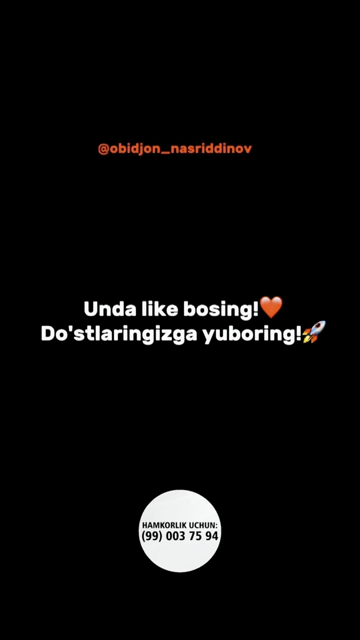 @obidjon_nasriddinov
Unda like bosing!❤️
Do'stlaringizga yuboring!🚀
HAMKORLIK UCHUN:
(99) 003 75 94